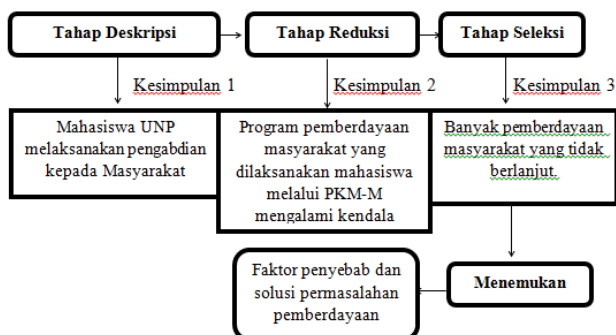 Tahap Deskripsi
Tahap Reduksi
Tahap Seleksi
Kesimpulan 1
Kesimpulan 2
Kesimpulan 3
Mahasiswa UNP
melaksanakan pengabdian
kepada Masyarakat
Program pemberdayaan
masyarakat yang
dilaksanakan mahasiswa
melalui PKM-M
mengalami kendala
Banyak pemberdayaan
masyarakat yang tidak
berlanjut.
Faktor penyebab dan
solusi permasalahan
pemberdayaan
Menemukan